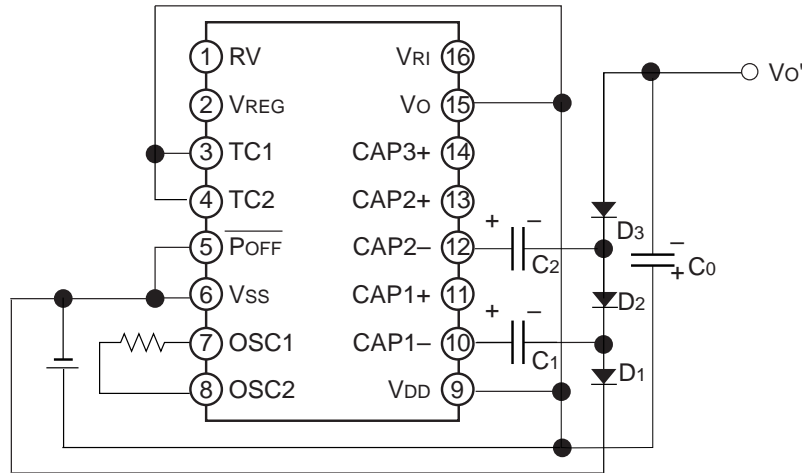 1 RV
2 VREG
3 TC1
4 TC2
5 POFF
6 VSS
7 OSC1
8 OSC2
VRI 16
VO 15
CAP3+ 14
CAP2+ 13
CAP2– 12
CAP1+ 11
CAP1– 10
VDD 9
+ –
C2
+ –
C1
D3
D2
D1
–
+ C0
VO'